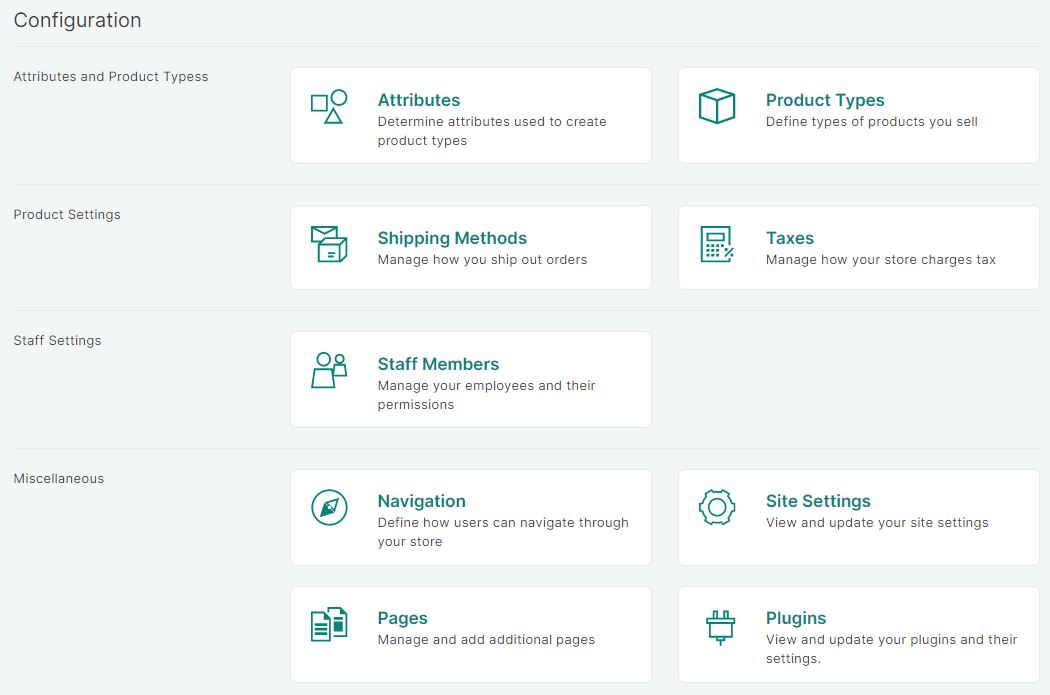 Configuration
Attributes and Product Typess
Attributes
Determine attributes used to create
product types
Product Types
Define types of products you sell
Product Settings
Shipping Methods
Manage how you ship out orders
Taxes
Manage how your store charges tax
Staff Settings
Staff Members
Manage your employees and their
permissions
Miscellaneous
Navigation
Define how users can navigate through
your store
Site Settings
View and update your site settings
Pages
Manage and add additional pages
Plugins
View and update your plugins and their
settings.